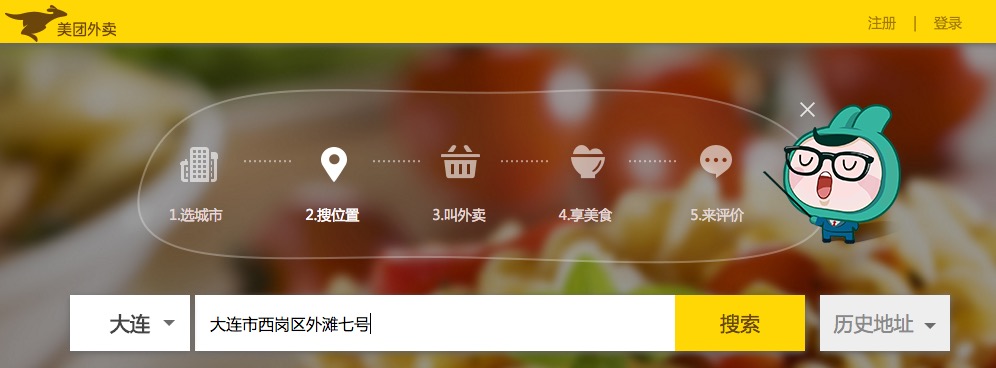 美团外卖
注册 | 登录
1.选城市 2.搜位置 3.叫外卖 4.享美食 5.来评价
大连 大连市西岗区外滩七号 搜索 历史地址